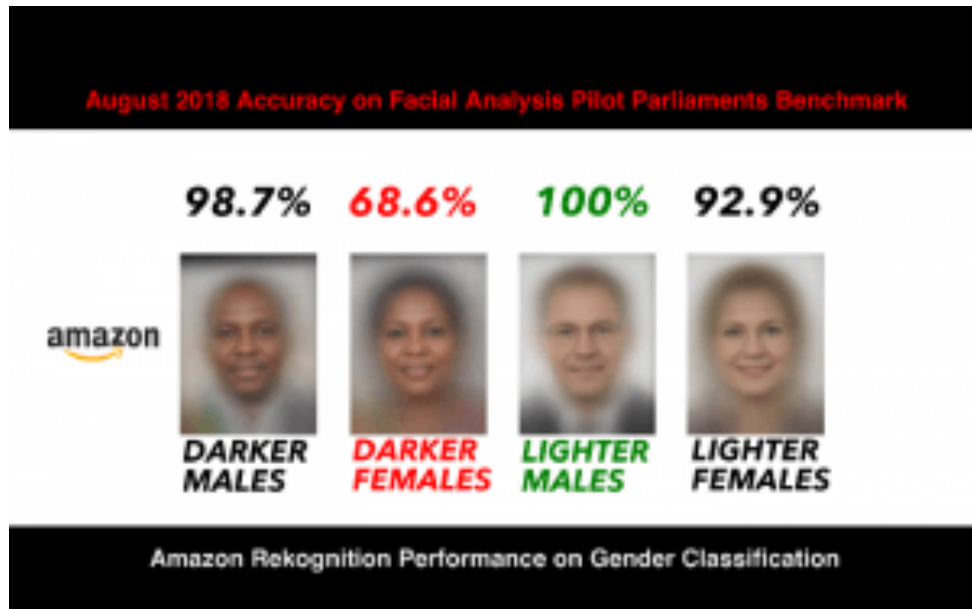 August 2018 Accuracy on Facial Analysis Pilot Parliaments Benchmark
98.7% 68.6% 100% 92.9%
amazon
DARKER MALES
DARKER FEMALES
LIGHTER MALES
LIGHTER FEMALES
Amazon Rekognition Performance on Gender Classification